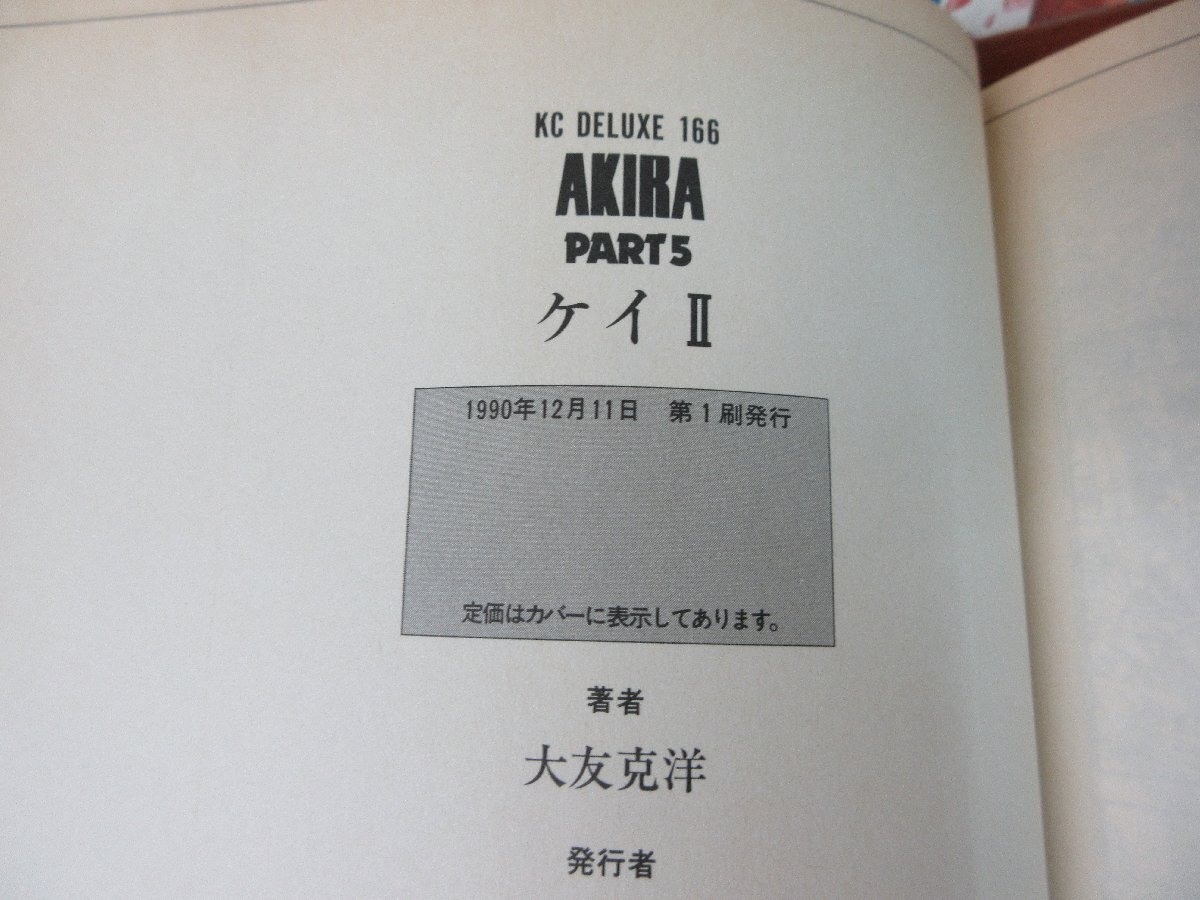 KC DELUXE 166
AKIRA
PART5
ケイⅡ
1990年12月11日　第1刷発行
定価はカバーに表示してあります。
著者
大友克洋
発行者